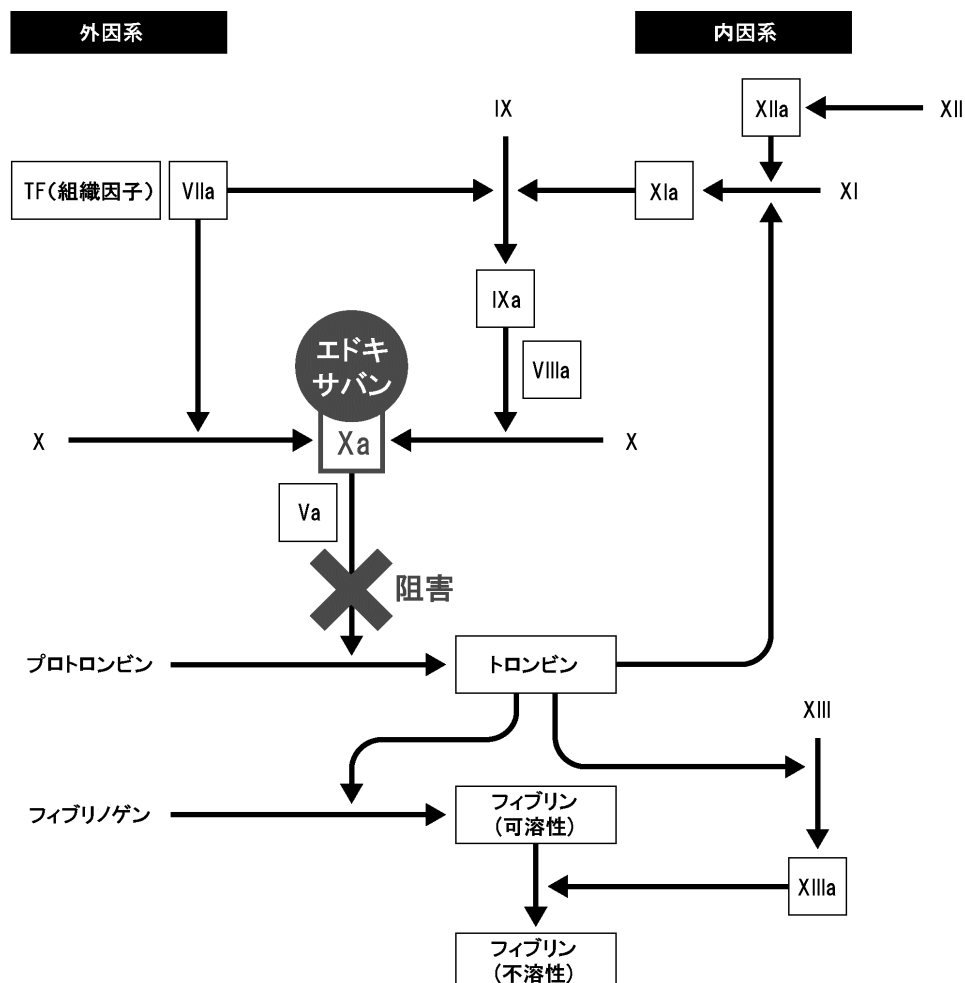 外因系
内因系
IX
XIIa
XII
TF(組織因子)
VIIa
XIa
XI
IXa
エドキ
サバン
VIIIa
X
Xa
X
Va
阻害
プロトロンビン
トロンビン
XIII
フィブリノゲン
フィブリン
(可溶性)
XIIIa
フィブリン
(不溶性)